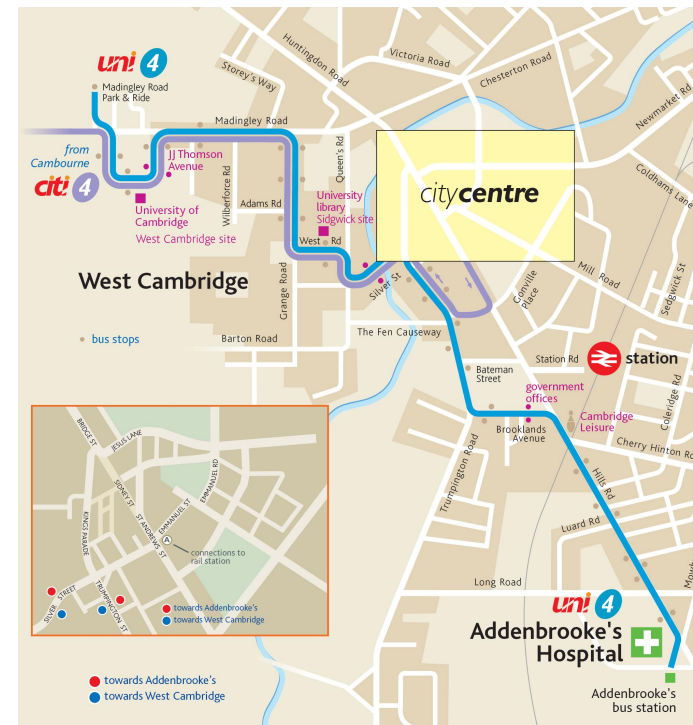 uni 4
Madingley Road
Park & Ride
Storey's Way
Huntingdon Road
Victoria Road
Chesterton Road
Newmarket Rd
Coldhams Lane
Madingley Road
from
Cambourne
citi 4
JJ Thomson
Avenue
University of
Cambridge
West Cambridge site
Wilberforce Rd
Adams Rd
Queen's Rd
University
library
Sidgwick site
West Rd
Grange Road
citycentre
Silver St
Gonville
Place
Mill Road
Sedgwick St
West Cambridge
bus stops
Barton Road
The Fen Causeway
Bateman
Street
Station Rd
station
government
offices
Brooklands
Avenue
Cambridge
Leisure
Coleridge Rd
Cherry Hinton Ro
Trumpington Road
Hills Rd
Luard Rd
Long Road
Mow
uni 4
Addenbrooke's
Hospital
Addenbrooke's
bus station
BRIDGE ST
JESUS LANE
SIDNEY ST
KINGS PARADE
ST ANDREWS ST
EMMANUEL ST
EMMANUEL RD
A
connections to
rail station
SILVER STREET
TRUMPINGTON ST
towards Addenbrooke's
towards West Cambridge
towards Addenbrooke's
towards West Cambridge